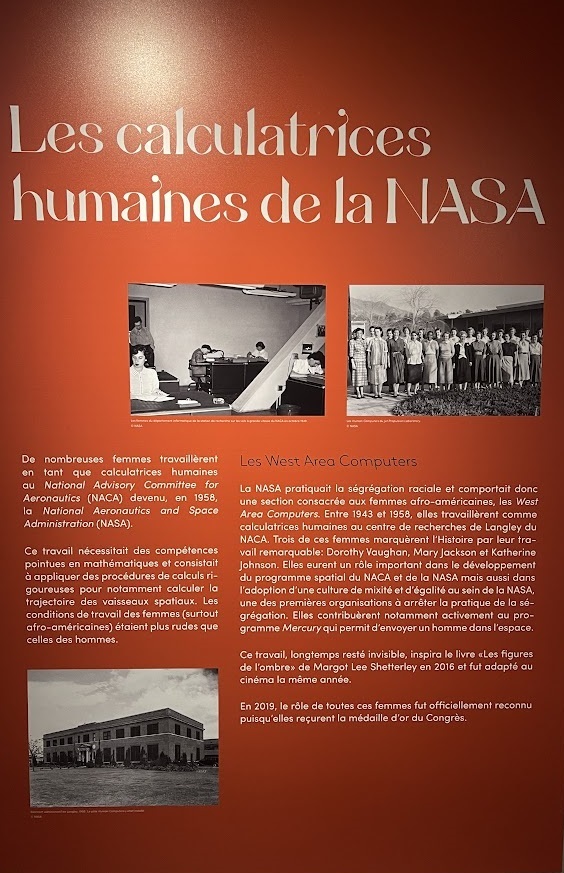 Les calculatrices
humaines de la NASA
© NASA
© NASA
De nombreuses femmes travaillèrent
en tant que calculatrices humaines
au National Advisory Committee for
Aeronautics (NACA) devenu, en 1958,
la National Aeronautics and Space
Administration (NASA).
Ce travail nécessitait des compétences
pointues en mathématiques et consistait
à appliquer des procédures de calculs ri-
goureuses pour notamment calculer la
trajectoire des vaisseaux spatiaux. Les
conditions de travail des femmes (surtout
afro-américaines) étaient plus rudes que
celles des hommes.
© NASA
Les West Area Computers
La NASA pratiquait la ségrégation raciale et comportait donc
une section consacrée aux femmes afro-américaines, les West
Area Computers. Entre 1943 et 1958, elles travaillèrent comme
calculatrices humaines au centre de recherches de Langley du
NACA. Trois de ces femmes marquèrent l'Histoire par leur tra-
vail remarquable: Dorothy Vaughan, Mary Jackson et Katherine
Johnson. Elles eurent un rôle important dans le développement
du programme spatial du NACA et de la NASA mais aussi dans
l'adoption d'une culture de mixité et d'égalité au sein de la NASA,
une des premières organisations à arrêter la pratique de la sé-
grégation. Elles contribuèrent notamment activement au pro-
gramme Mercury qui permit d'envoyer un homme dans l'espace.
Ce travail, longtemps resté invisible, inspira le livre «Les figures
de l'ombre» de Margot Lee Shetterley en 2016 et fut adapté au
cinéma la même année.
En 2019, le rôle de toutes ces femmes fut officiellement reconnu
puisqu'elles reçurent la médaille d'or du Congrès.